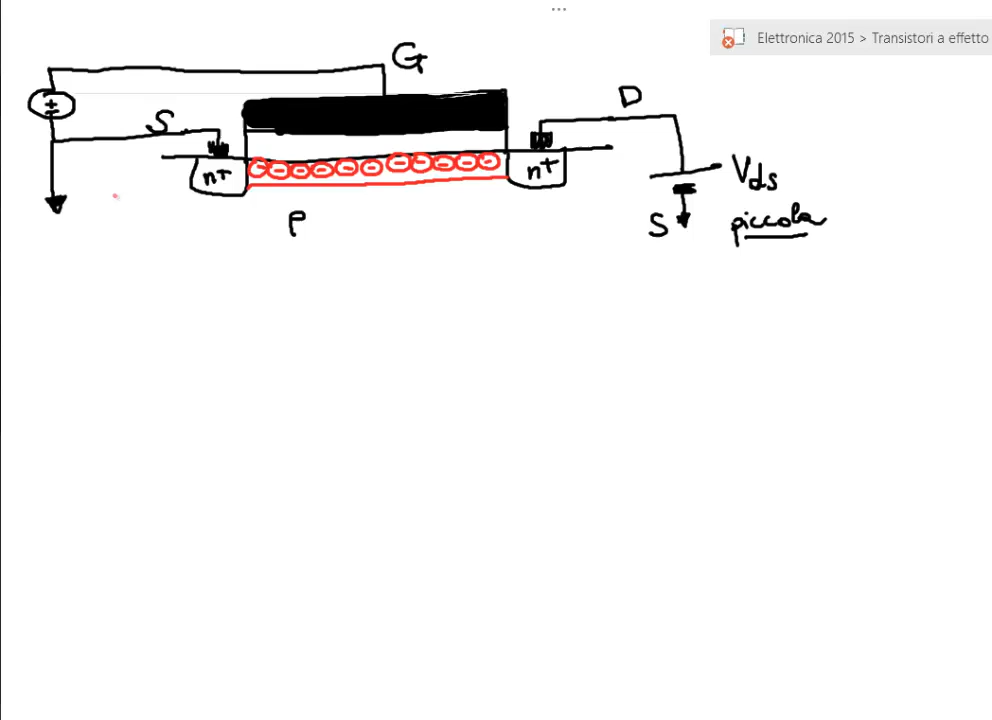 ...
Elettronica 2015 > Transistori a effetto
G
D
S
+
n+
n+
Vds
P
S
piccola